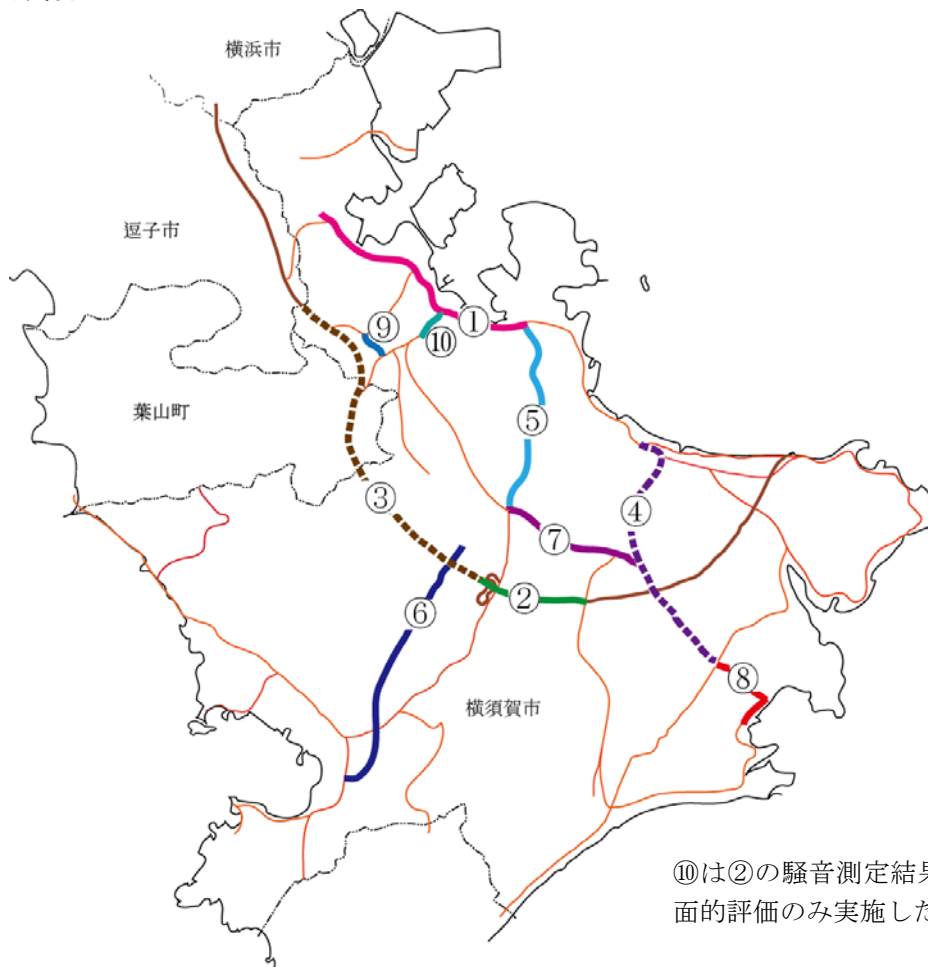 横浜市
逗子市
⑨
⑩
①
葉山町
⑤
③
④
⑦
②
⑥
⑧
横須賀市
⑩は②の騒音測定結果
面的評価のみ実施した